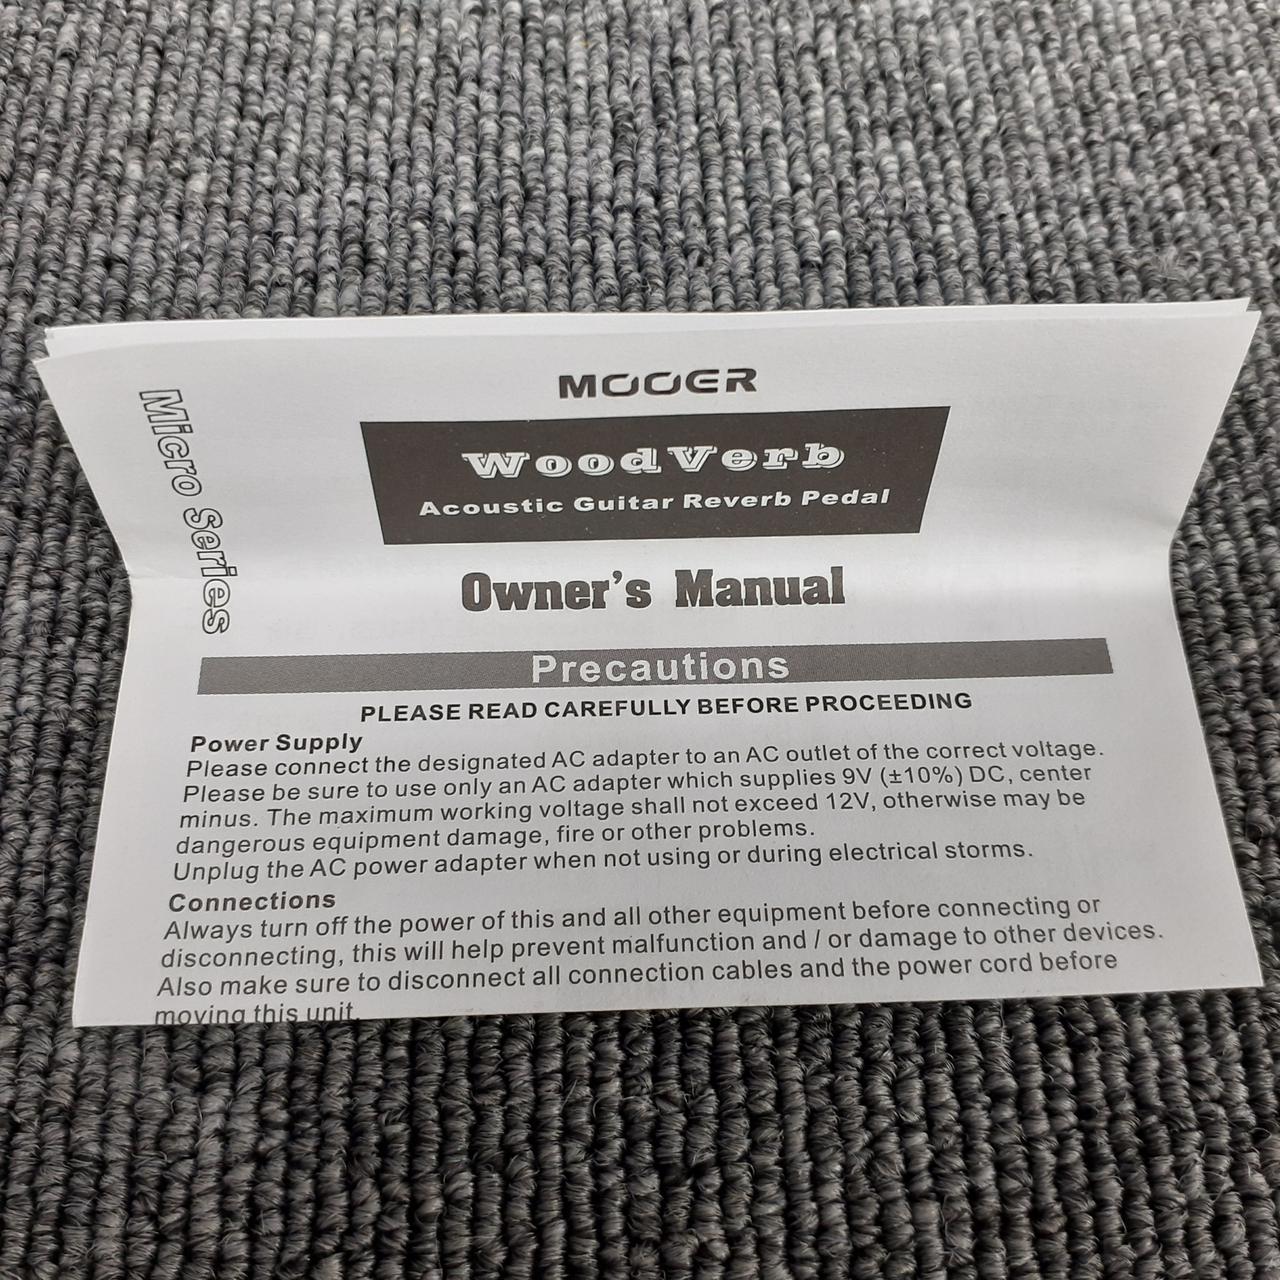 MOOER
Micro Series
WoodVerb
Acoustic Guitar Reverb Pedal
Owner's Manual
Precautions
PLEASE READ CAREFULLY BEFORE PROCEEDING
Power Supply
Please connect the designated AC adapter to an AC outlet of the correct voltage.
Please be sure to use only an AC adapter which supplies 9V (±10%) DC, center
minus. The maximum working voltage shall not exceed 12V, otherwise may be
dangerous equipment damage, fire or other problems.
Unplug the AC power adapter when not using or during electrical storms.
Connections
Always turn off the power of this and all other equipment before connecting or
disconnecting, this will help prevent malfunction and / or damage to other devices.
Also make sure to disconnect all connection cables and the power cord before
moving this unit.